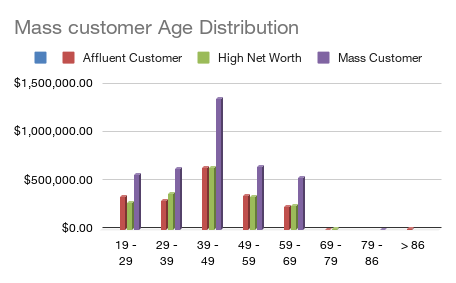 Mass customer Age Distribution
Affluent Customer High Net Worth Mass Customer
$1,500,000.00
$1,000,000.00
$500,000.00
$0.00
19 - 29 - 39 - 49 - 59 - 69 - 79 - > 86
29 39 49 59 69 79 86